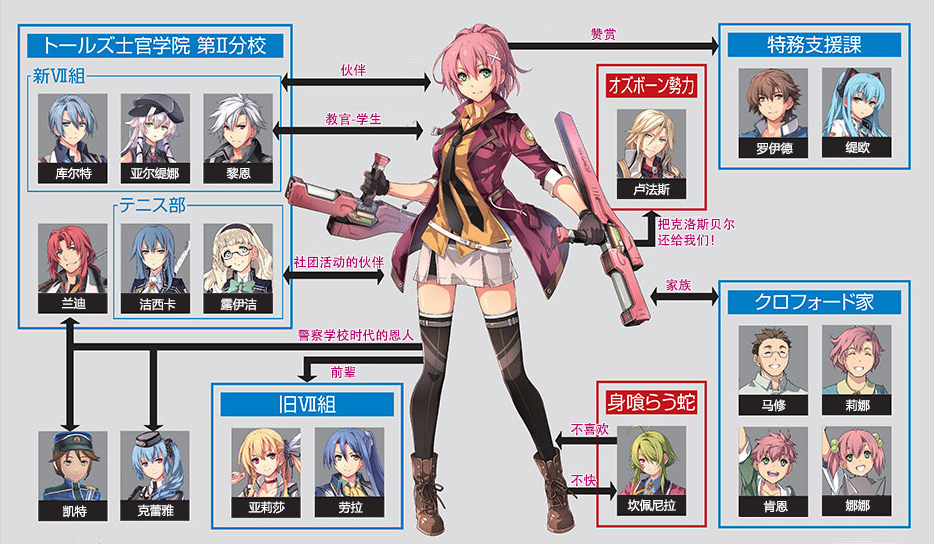 トールズ士官学院 第Ⅱ分校
新Ⅶ組
库尔特
亚尔缇娜
黎恩
テニス部
兰迪
洁西卡
露伊洁
伙伴
教官-学生
社团活动的伙伴
警察学校时代的恩人
凯特
克蕾雅
前辈
旧Ⅶ組
亚莉莎
劳拉
赞赏
特務支援課
罗伊德
缇欧
オズボーン勢力
卢法斯
把克洛斯贝尔
还给我们！
家族
クロフォード家
马修
莉娜
肯恩
娜娜
身喰らう蛇
不喜欢
不快
坎佩尼拉